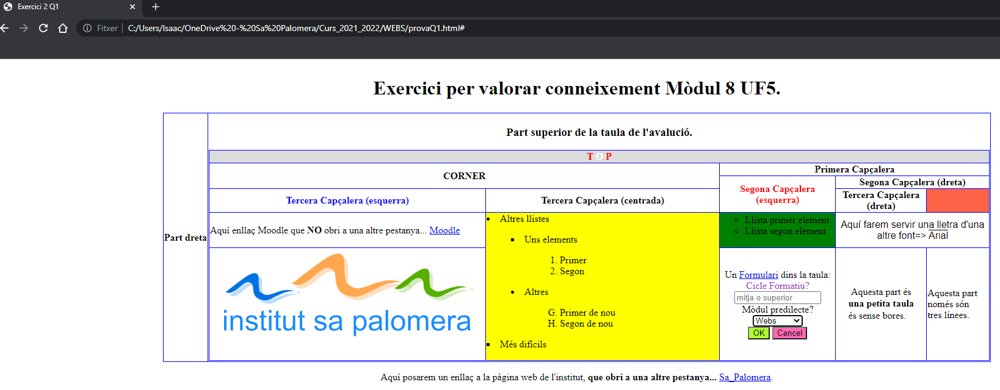 Exercici 2 Q1
Fitxer C:/Users/Isaac/OneDrive%20-%20Sa%20Palomera/Curs_2021_2022/WEBS/provaQ1.html#
Exercici per valorar conneixement Mòdul 8 UF5.
Part dreta
Part superior de la taula de l'avalució.
T O P
CORNER
Primera Capçalera
Segona Capçalera
(esquerra)
Segona Capçalera (dreta)
Tercera Capçalera (esquerra)
Tercera Capçalera (centrada)
Tercera Capçalera
(dreta)
Aquí enllaç Moodle que NO obri a una altre pestanya... Moodle
Altres llistes
Uns elements
1. Primer
2. Segon
Altres
G. Primer de nou
H. Segon de nou
Més difícils
Llista primer element
Llista segon element
Aquí farem servir una lletra d'una
altre font=> Arial
institut sa palomera
Un Formulari dins la taula:
Cicle Formatiu?
mitja o superior
Mòdul predilecte?
Webs
OK Cancel
Aquesta part és
una petita taula
és sense bores.
Aquesta part
només són
tres línees.
Aquí posarem un enllaç a la pàgina web de l'institut, que obri a una altre pestanya... Sa_Palomera.